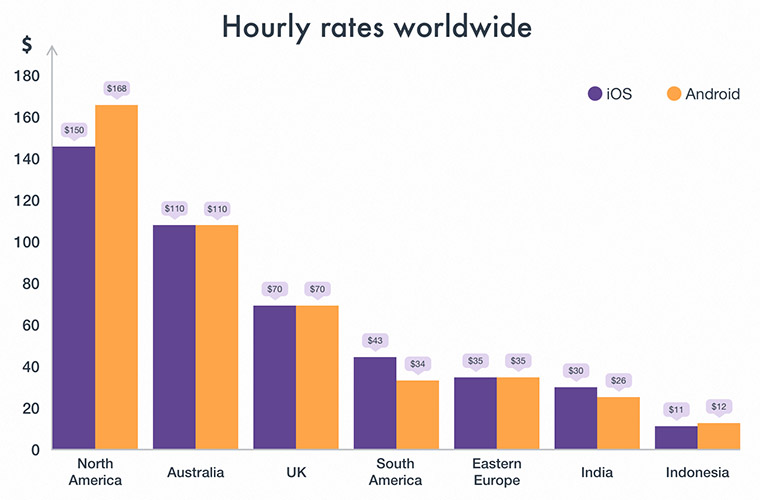 Hourly rates worldwide
$
180
160
140
120
100
80
60
40
20
0
iOS
Android
$150
$168
$110
$110
$70
$70
$43
$34
$35
$35
$30
$26
$11
$12
North
America
Australia
UK
South
America
Eastern
Europe
India
Indonesia